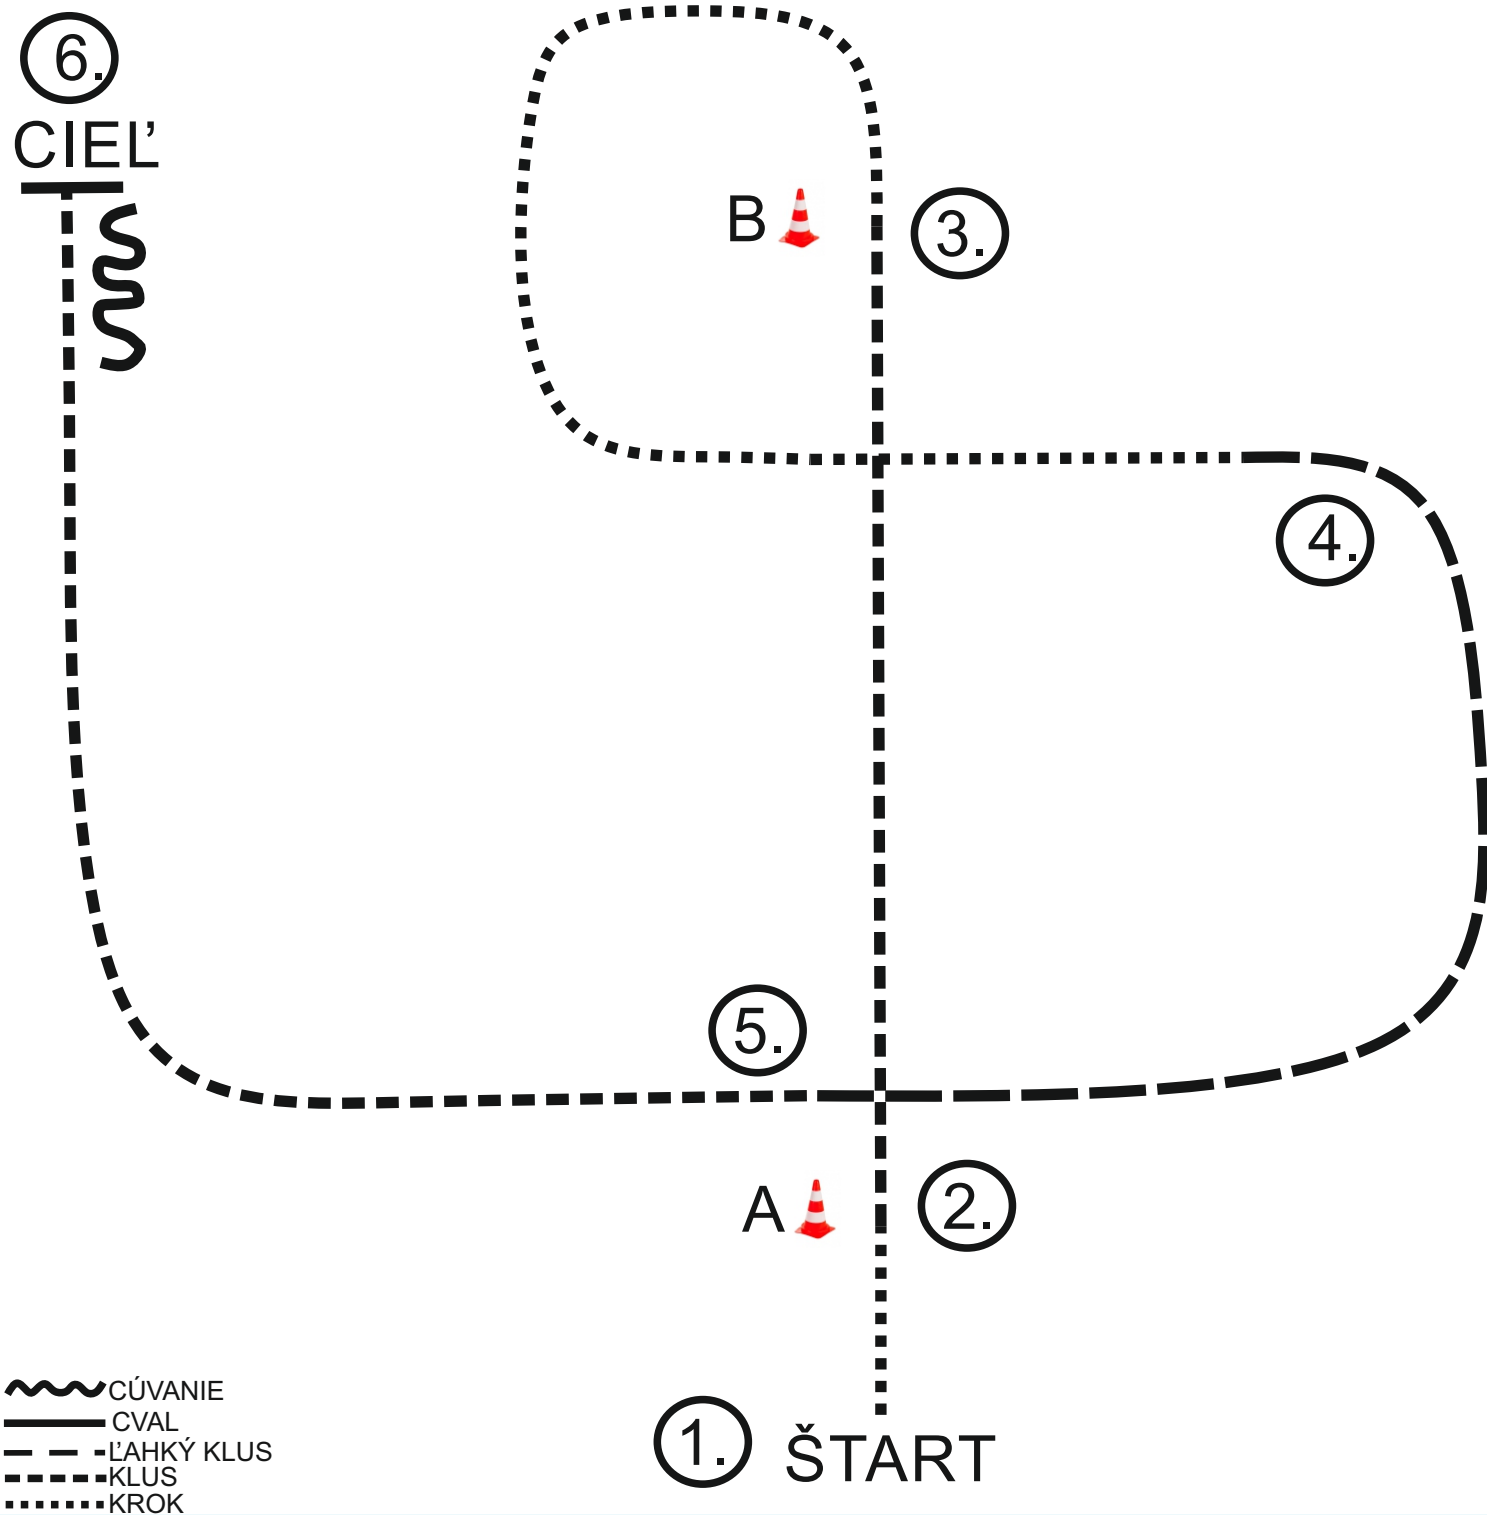 6.
CIEĽ
B
3.
4.
5.
A
2.
1.
ŠTART
CÚVANIE
CVAL
ĽAHKÝ KLUS
KLUS
KROK